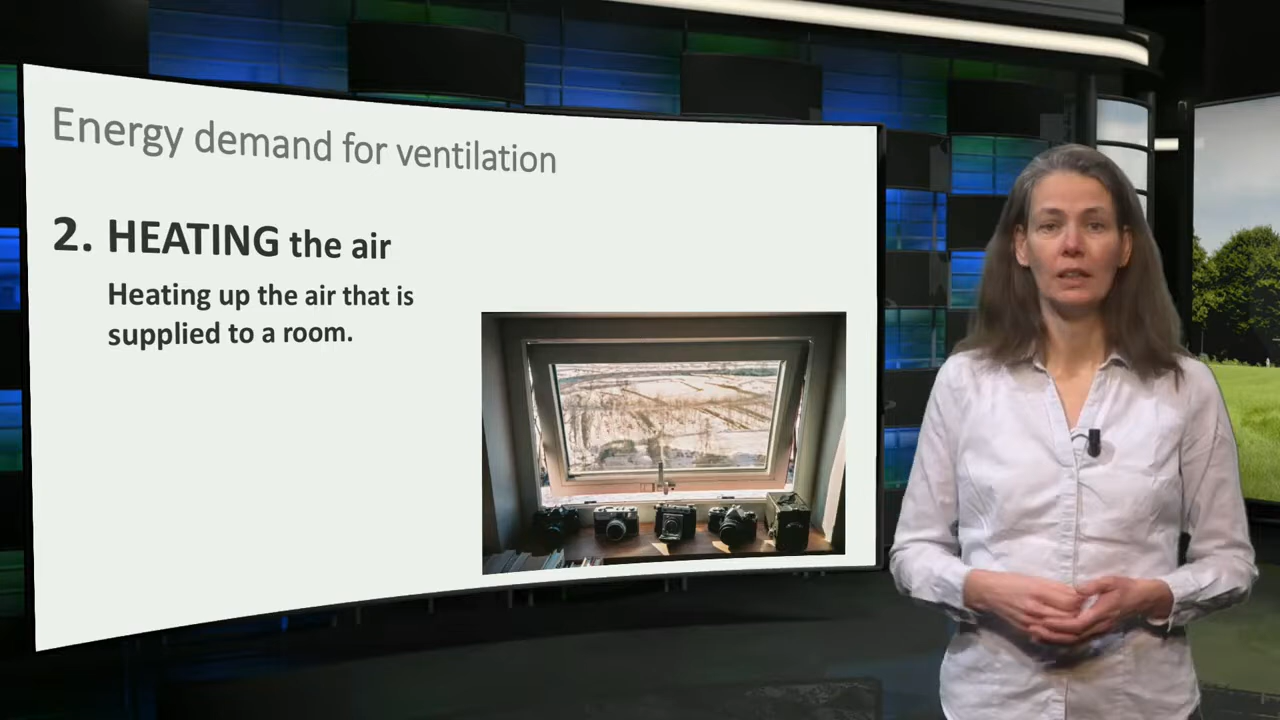 Energy demand for ventilation
2. HEATING the air
Heating up the air that is
supplied to a room.